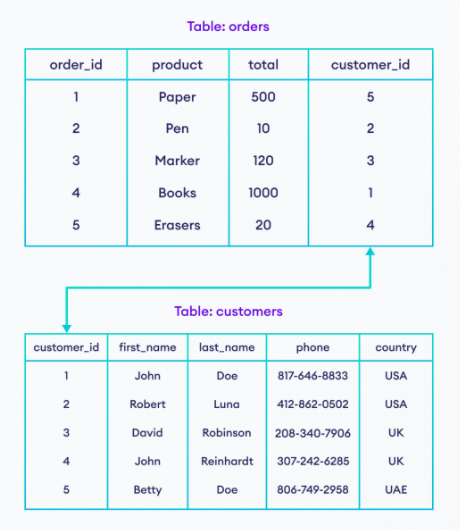 Table: orders
order_id product total customer_id
1 Paper 500 5
2 Pen 10 2
3 Marker 120 3
4 Books 1000 1
5 Erasers 20 4
Table: customers
customer_id first_name last_name phone country
1 John Doe 817-646-8833 USA
2 Robert Luna 412-862-0502 USA
3 David Robinson 208-340-7906 UK
4 John Reinhardt 307-242-6285 UK
5 Betty Doe 806-749-2958 UAE